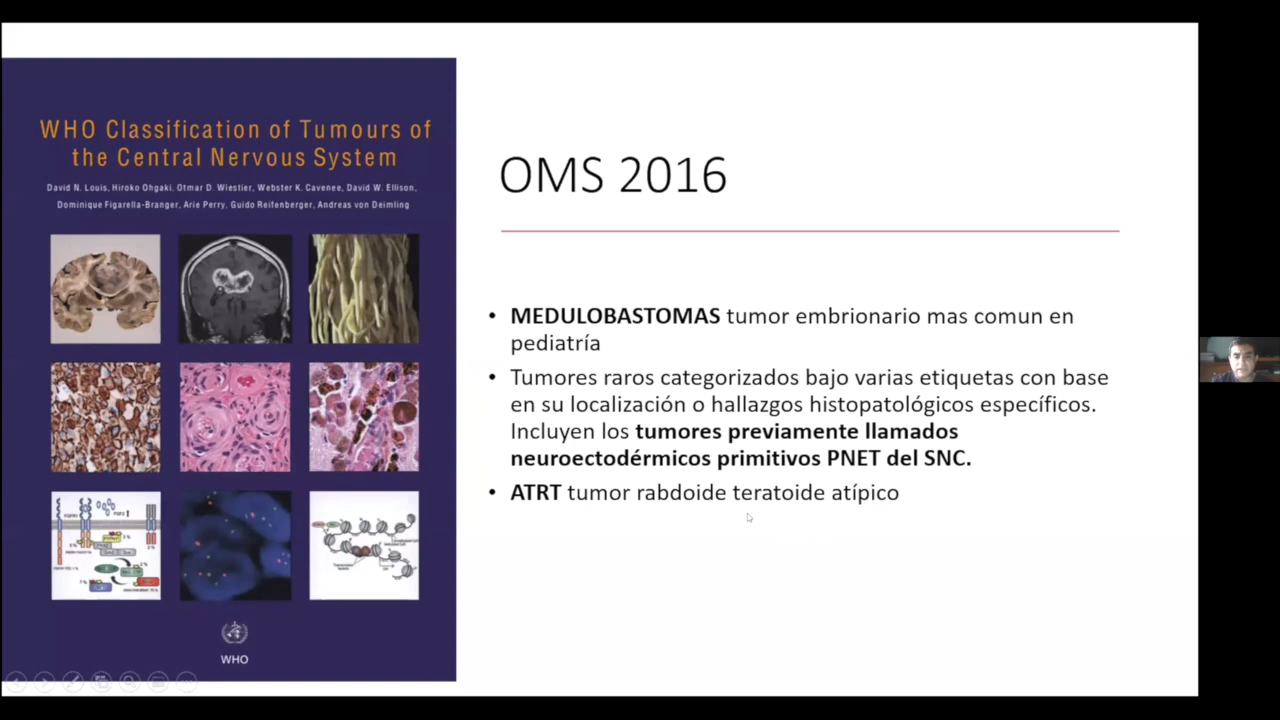 WHO Classification of Tumours of
the Central Nervous System
David N. Louis, Hiroko Ohgaki, Otmar D. Wiestler, Webster K. Cavenee, David W. Ellison,
Dominique Figarella-Branger, Arie Perry, Guido Reifenberger, Andreas von Deimling
WHO
OMS 2016
• MEDULOBASTOMAS tumor embrionario mas comun en
pediatría
• Tumores raros categorizados bajo varias etiquetas con base
en su localización o hallazgos histopatológicos específicos.
Incluyen los tumores previamente llamados
neuroectodérmicos primitivos PNET del SNC.
• ATRT tumor rabdoide teratoide atípico